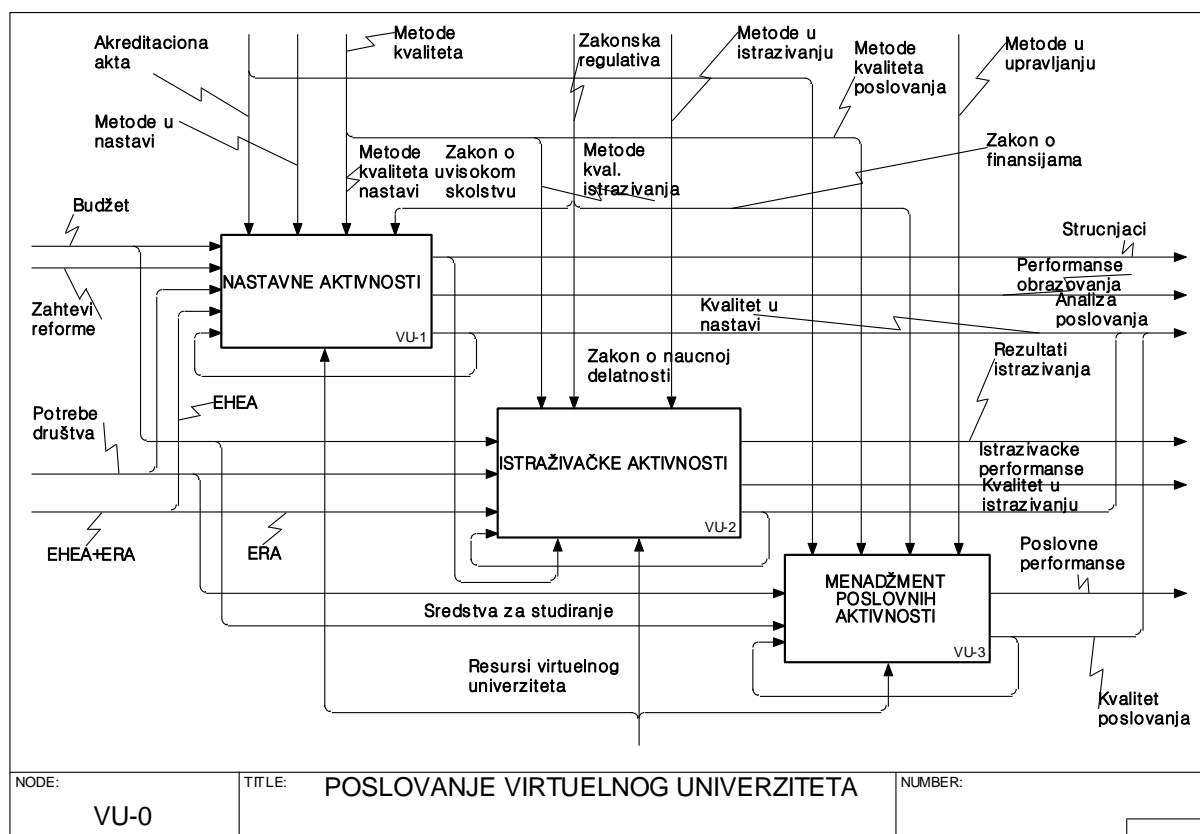 Akreditaciona
akta
Metode
kvaliteta
Zakonska
regulativa
Metode u
istrazivanju
Metode
kvaliteta
poslovanja
Metode u
upravljanju
Metode u
nastavi
Metode
kvaliteta u
nastavi
Zakon o
visokom
skolstvu
Metode
kval.
istrazivanja
Zakon o
finansijama
Budžet
Zahtevi
reforme
NASTAVNE AKTIVNOSTI
VU-1
Strucnjaci
Performanse
obrazovanja
Analiza
poslovanja
Kvalitet u
nastavi
Zakon o naucnoj
delatnosti
Rezultati
istrazivanja
EHEA
Potrebe
društva
ISTRAŽIVAČKE AKTIVNOSTI
VU-2
Istrazivacke
performanse
Kvalitet u
istrazivanju
EHEA+ERA
ERA
Poslovne
performanse
MENADŽMENT
POSLOVNIH
AKTIVNOSTI
VU-3
Sredstva za studiranje
Resursi virtuelnog
univerziteta
Kvalitet
poslovanja
NODE:
VU-0
TITLE:
POSLOVANJE VIRTUELNOG UNIVERZITETA
NUMBER: